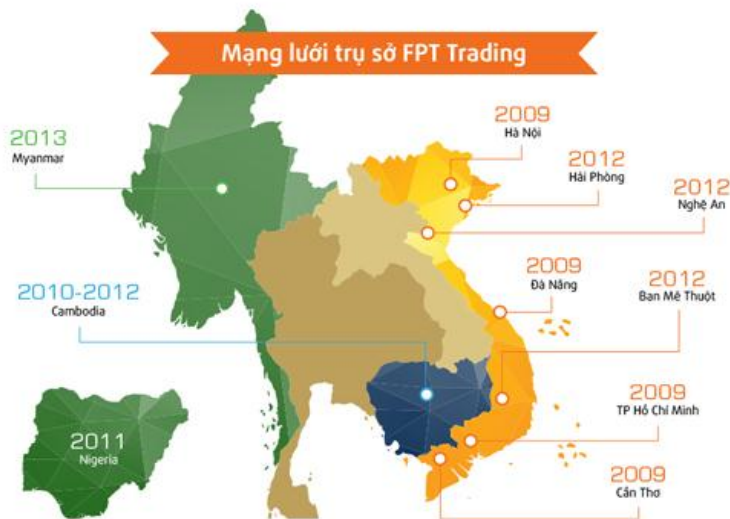 Mạng lưới trụ sở FPT Trading
2009
Hà Nội
2013
Myanmar
2012
Hải Phòng
2012
Nghệ An
2009
Đà Nẵng
2012
Ban Mê Thuột
2010-2012
Cambodia
2009
TP Hồ Chí Minh
2011
Nigeria
2009
Cần Thơ